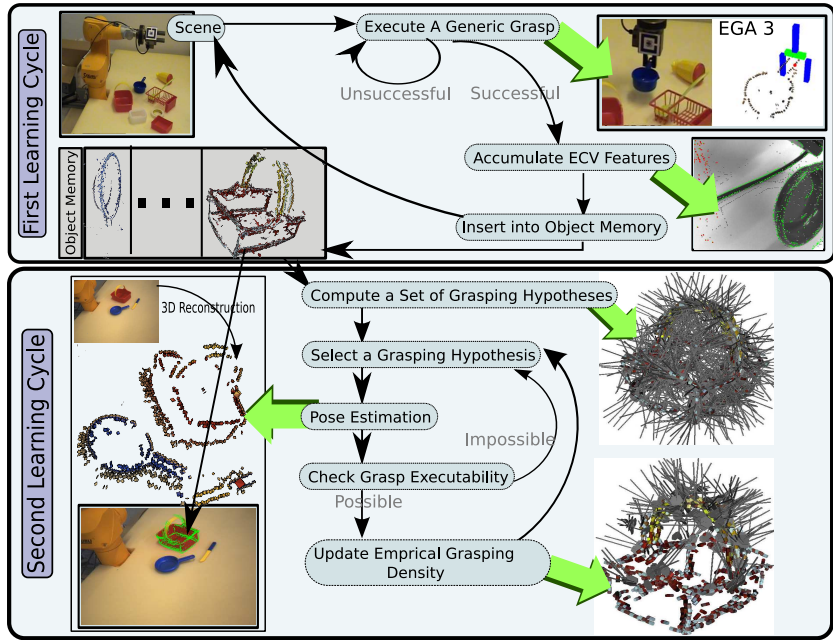 First Learning Cycle
Scene
Execute A Generic Grasp
EGA 3
Unsuccessful
Successful
Accumulate ECV Features
Object Memory
Insert into Object Memory
Second Learning Cycle
3D Reconstruction
Compute a Set of Grasping Hypotheses
Select a Grasping Hypothesis
Pose Estimation
Impossible
Check Grasp Executability
Possible
Update Emprical Grasping
Density